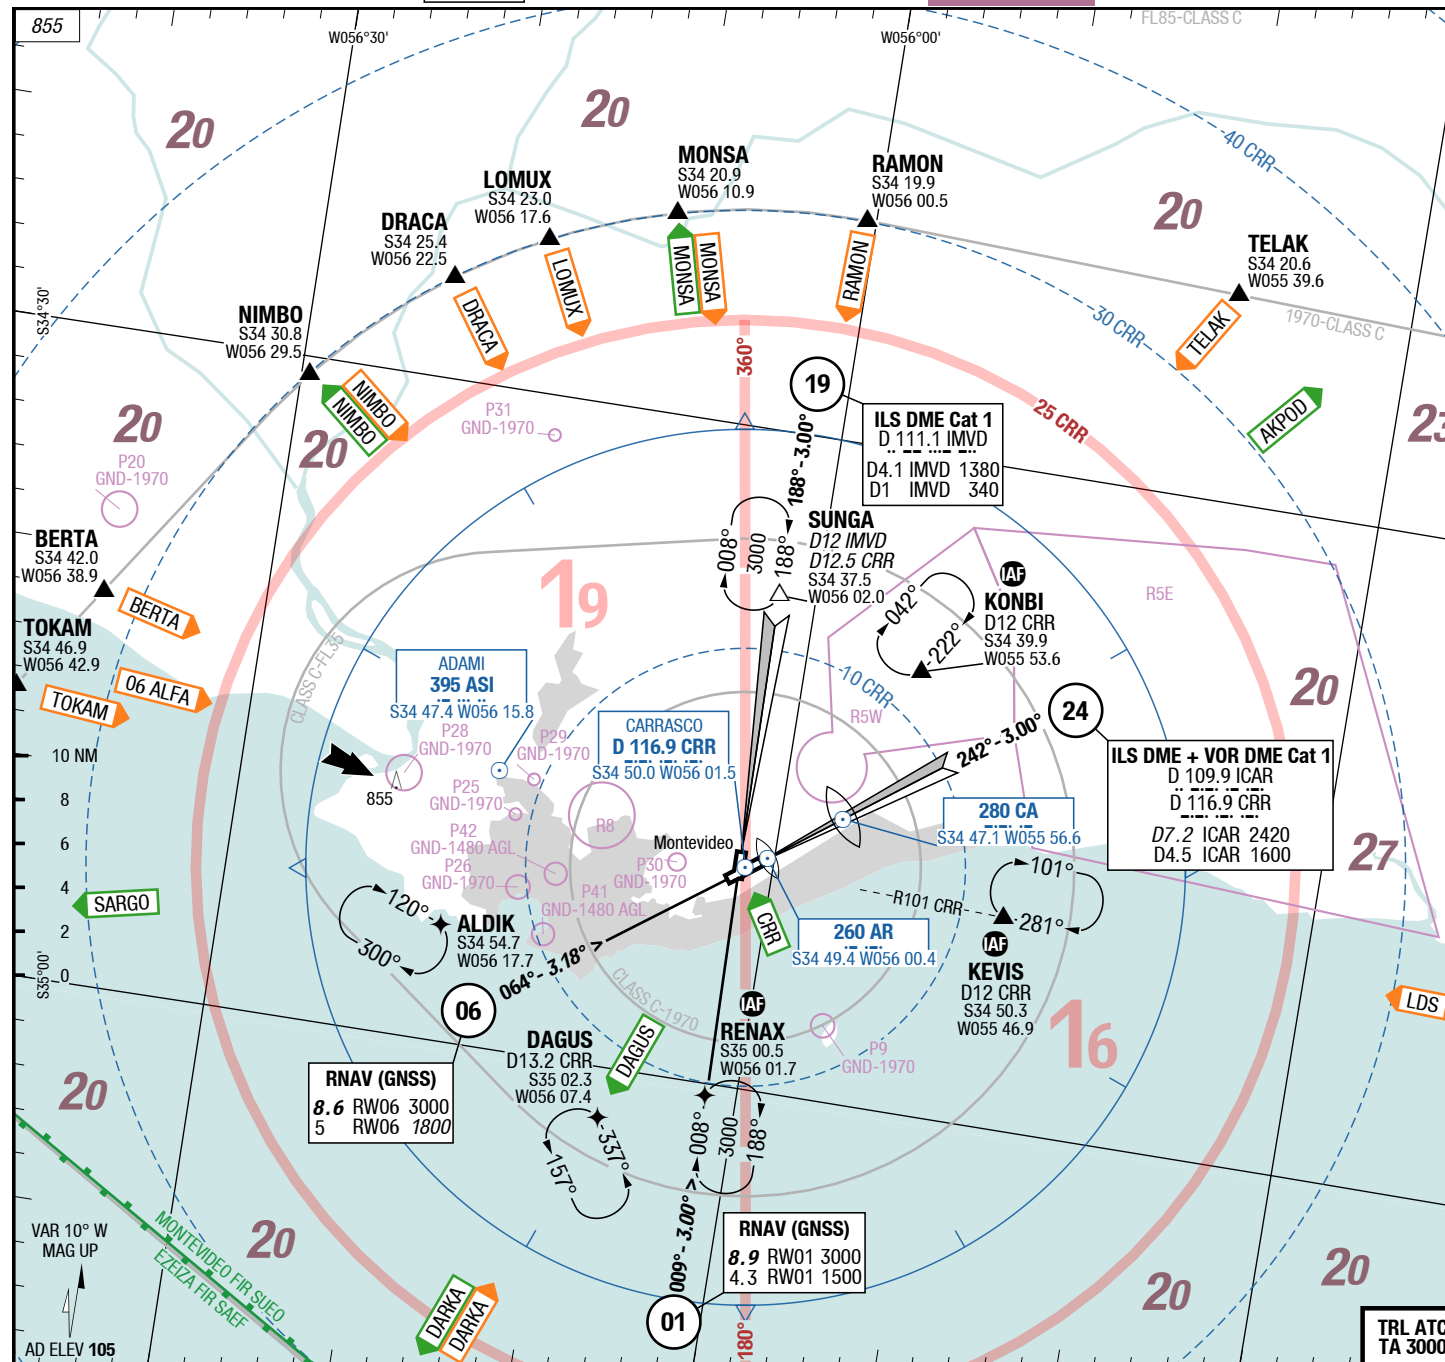 855
W056°30'
W056°00'
FL85-CLASS C
20
20
20
40 CRR
MONSA
S34 20.9
W056 10.9
RAMON
S34 19.9
W056 00.5
LOMUX
S34 23.0
W056 17.6
DRACA
S34 25.4
W056 22.5
TELAK
S34 20.6
W055 39.6
NIMBO
S34 30.8
W056 29.5
S34°30'
DRACA
LOMUX
MONSA
MONSA
RAMON
TELAK
30 CRR
1970-CLASS C
NIMBO
NIMBO
AKPOD
360°
25 CRR
19
ILS DME Cat 1
D 111.1 IMVD
D4.1 IMVD 1380
D1 IMVD 340
188°- 3.00°
P31
GND-1970
20
20
23
P20
GND-1970
BERTA
S34 42.0
W056 38.9
BERTA
TOKAM
S34 46.9
W056 42.9
TOKAM
06 ALFA
19
008°
3000
188°
SUNGA
D12 IMVD
D12.5 CRR
S34 37.5
W056 02.0
IAF
KONBI
D12 CRR
S34 39.9
W055 53.6
042°
222°
R5E
R5W
CLASS C-FL35
ADAMI
395 ASI
S34 47.4 W056 15.8
10 CRR
CARRASCO
D 116.9 CRR
S34 50.0 W056 01.5
20
24
242°- 3.00°
ILS DME + VOR DME Cat 1
D 109.9 ICAR
D 116.9 CRR
D7.2 ICAR 2420
D4.5 ICAR 1600
P28
GND-1970
P29
GND-1970
P25
GND-1970
P42
GND-1480 AGL
P26
GND-1970
R8
P30
GND-1970
P41
GND-1480 AGL
855
10 NM
8
6
4
2
0
S35°00'
Montevideo
280 CA
S34 47.1 W055 56.6
27
SARGO
120°
300°
ALDIK
S34 54.7
W056 17.7
CRR
260 AR
S34 49.4 W056 00.4
R101 CRR
101°
281°
IAF
KEVIS
D12 CRR
S34 50.3
W055 46.9
LDS
064°- 3.18° >
06
RNAV (GNSS)
8.6 RW06 3000
5 RW06 1800
CLASS C-1970
IAF
RENAX
S35 00.5
W056 01.7
P9
GND-1970
16
DAGUS
D13.2 CRR
S35 02.3
W056 07.4
DAGUS
337°
157°
008°
3000
188°
009°- 3.00° >
01
RNAV (GNSS)
8.9 RW01 3000
4.3 RW01 1500
20
20
20
20
MONTEVIDEO FIR SUEO
EZEIZA FIR SAEF
VAR 10° W
MAG UP
AD ELEV 105
DARKA
DARKA
180°
TRL ATC
TA 3000